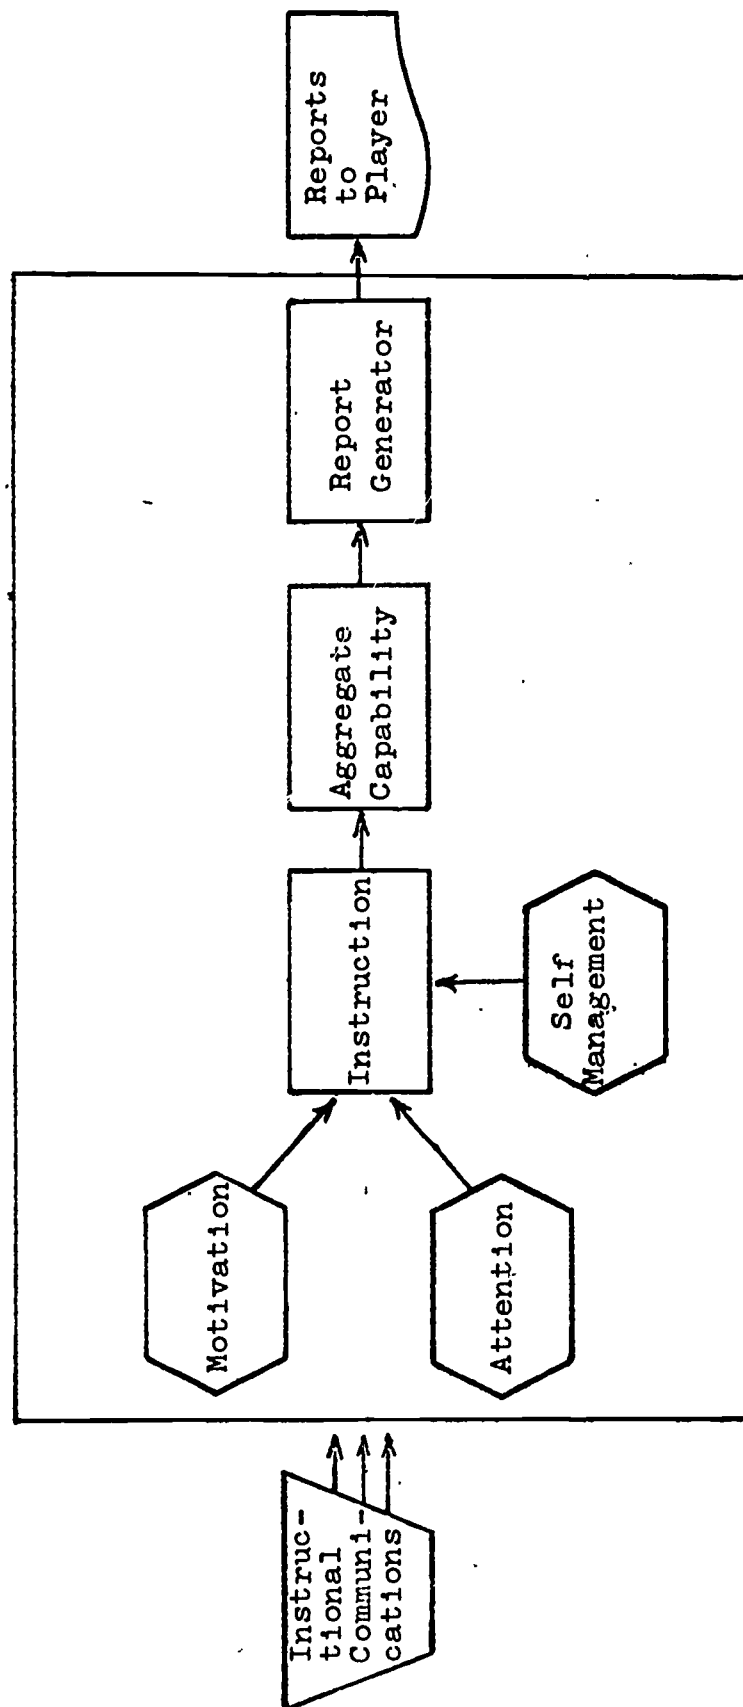 Instruc-
tional
Communi-
cations
Motivation
Attention
Self
Management
Instruction
Aggregate
Capability
Report
Generator
Reports
to
Player